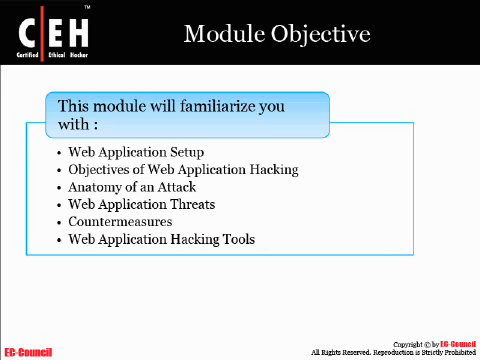 C|EH™
Certified Ethical Hacker
Module Objective
This module will familiarize you
with :
• Web Application Setup
• Objectives of Web Application Hacking
• Anatomy of an Attack
• Web Application Threats
• Countermeasures
• Web Application Hacking Tools
EC-Council
Copyright © by EC-Council
All Rights Reserved. Reproduction is Strictly Prohibited